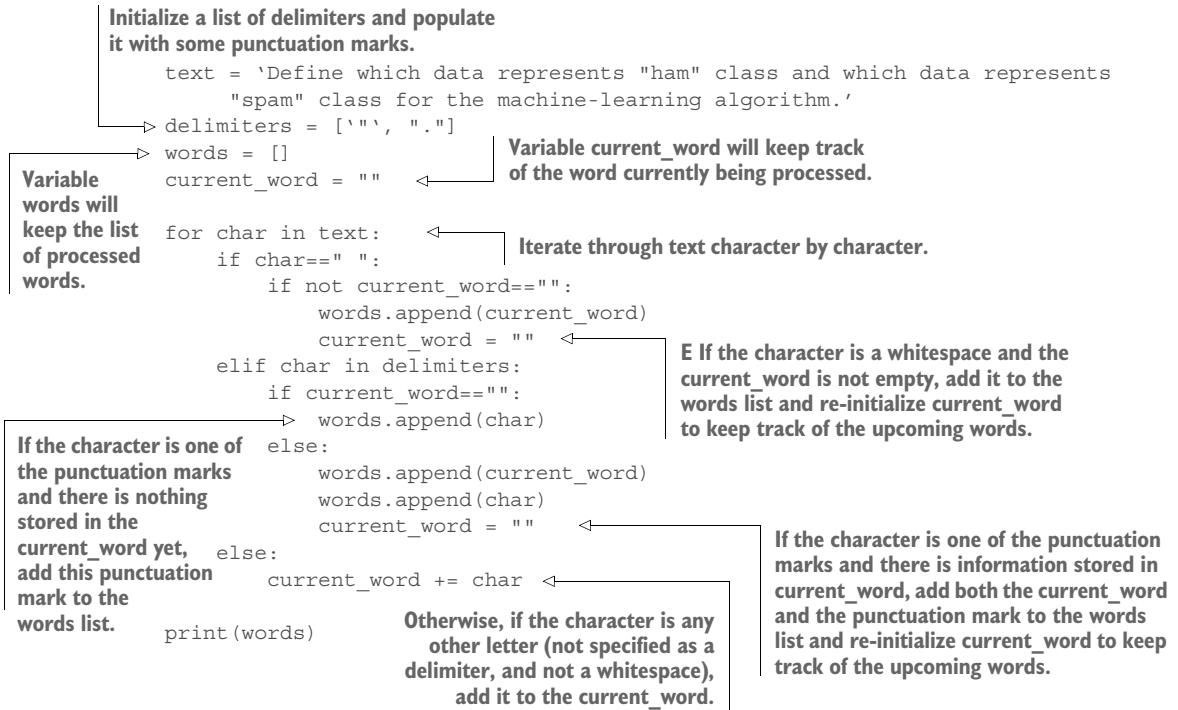 Initialize a list of delimiters and populate
it with some punctuation marks.
text = ‘Define which data represents "ham" class and which data represents
"spam" class for the machine-learning algorithm.’
delimiters = [‘"‘, "."]
words = []
Variable current_word will keep track
of the word currently being processed.
Variable
words will
keep the list
of processed
words.
current_word = ""
for char in text:
Iterate through text character by character.
if char==" ":
if not current_word=="":
words.append(current_word)
current_word = ""
E If the character is a whitespace and the
current_word is not empty, add it to the
words list and re-initialize current_word
to keep track of the upcoming words.
elif char in delimiters:
if current_word=="":
words.append(char)
If the character is one of
the punctuation marks
and there is nothing
stored in the
current_word yet,
add this punctuation
mark to the
words list.
else:
words.append(current_word)
words.append(char)
current_word = ""
If the character is one of the punctuation
marks and there is information stored in
current_word, add both the current_word
and the punctuation mark to the words
list and re-initialize current_word to keep
track of the upcoming words.
else:
current_word += char
Otherwise, if the character is any
other letter (not specified as a
delimiter, and not a whitespace),
add it to the current_word.
print(words)